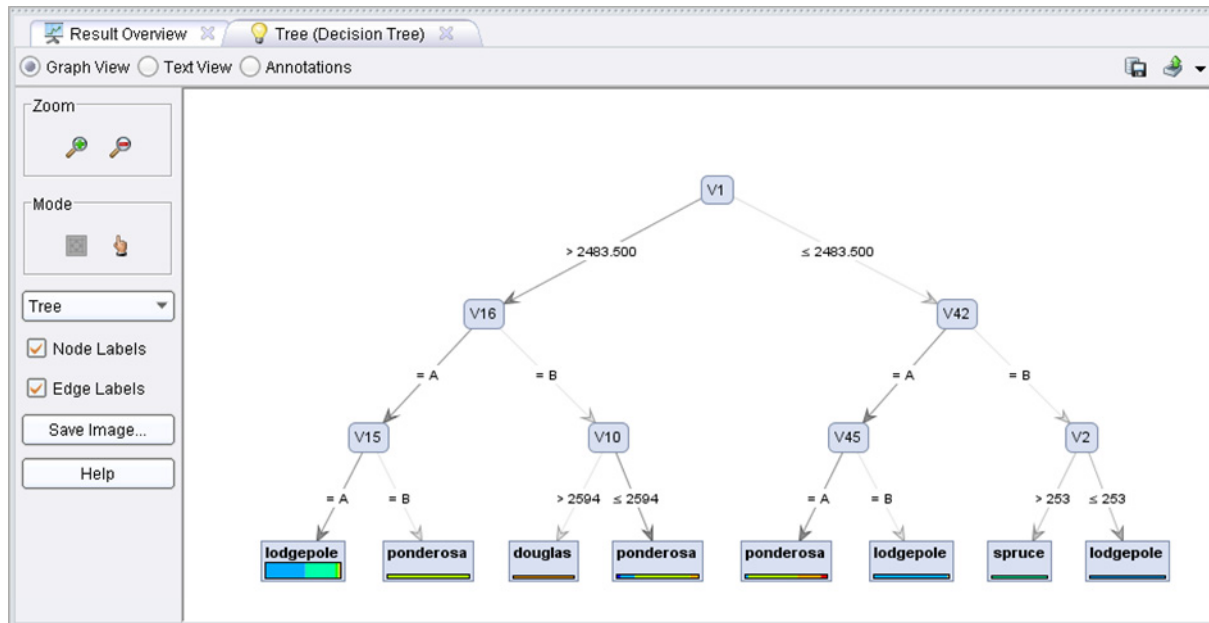 Result Overview Tree (Decision Tree)
Graph View Text View Annotations
Zoom
Mode
Tree
Node Labels
Edge Labels
Save Image...
Help
V1
> 2483.500 ≤ 2483.500
V16 V42
= A = B = A = B
V15 V10 V45 V2
= A = B > 2594 ≤ 2594 = A = B > 253 ≤ 253
lodgepole ponderosa douglas ponderosa ponderosa lodgepole spruce lodgepole